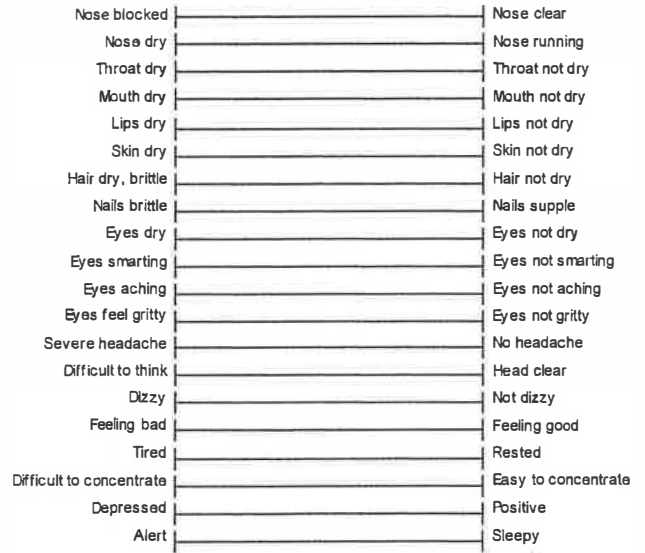 Nose blocked Nose clear
Nose dry Nose running
Throat dry Throat not dry
Mouth dry Mouth not dry
Lips dry Lips not dry
Skin dry Skin not dry
Hair dry, brittle Hair not dry
Nails brittle Nails supple
Eyes dry Eyes not dry
Eyes smarting Eyes not smarting
Eyes aching Eyes not aching
Eyes feel gritty Eyes not gritty
Severe headache No headache
Difficult to think Head clear
Dizzy Not dizzy
Feeling bad Feeling good
Tired Rested
Difficult to concentrate Easy to concentrate
Depressed Positive
Alert Sleepy